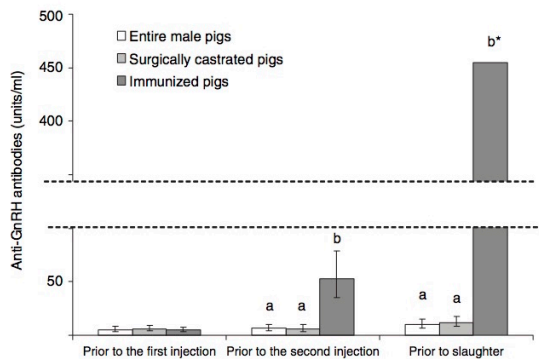 500
450
400
50
Anti-GnRH antibodies (units/ml)
Entire male pigs
Surgically castrated pigs
Immunized pigs
b*
a
a
b
a
a
Prior to the first injection
Prior to the second injection
Prior to slaughter